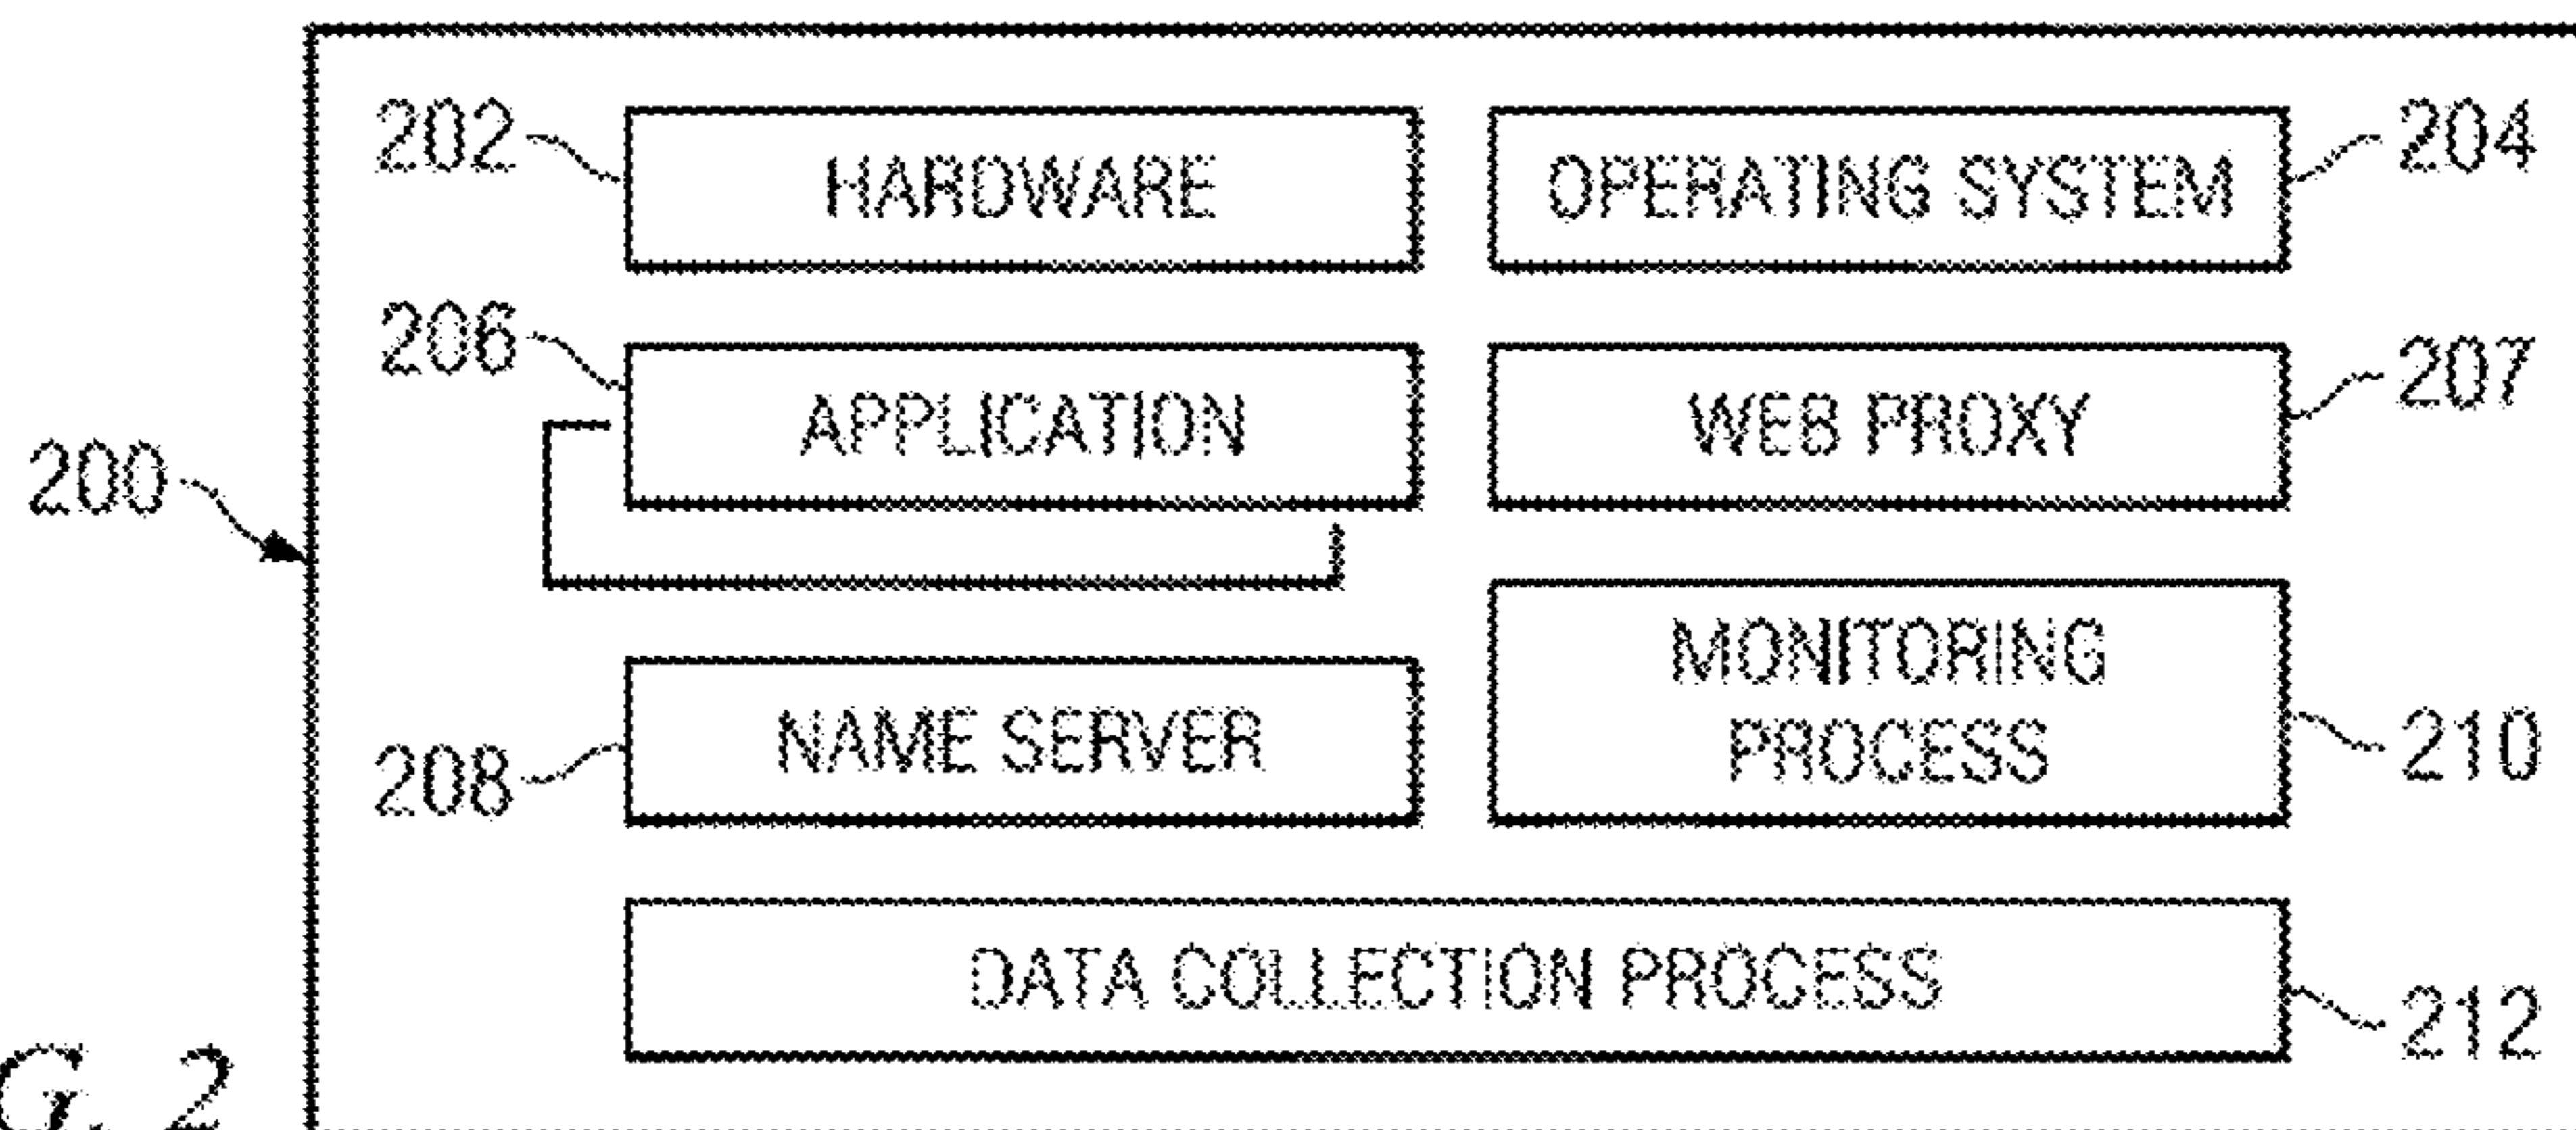 202 HARDWARE OPERATING SYSTEM 204
206 APPLICATION WEB PROXY 207
200
208 NAME SERVER MONITORING PROCESS 210
DATA COLLECTION PROCESS 212
G. 2